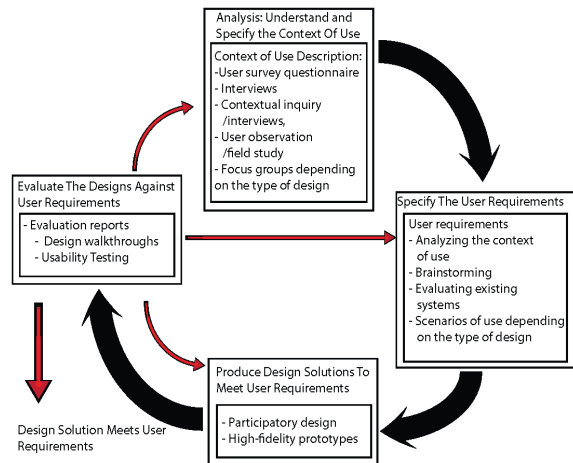 Analysis: Understand and
Specify the Context Of Use
Context of Use Description:
-User survey questionnaire
- Interviews
- Contextual inquiry
/interviews,
- User observation
/field study
- Focus groups depending
on the type of design
Specify The User Requirements
User requirements
- Analyzing the context
of use
- Brainstorming
- Evaluating existing
systems
- Scenarios of use depending
on the type of design
Produce Design Solutions To
Meet User Requirements
- Participatory design
- High-fidelity prototypes
Evaluate The Designs Against
User Requirements
- Evaluation reports
- Design walkthroughs
- Usability Testing
Design Solution Meets User
Requirements